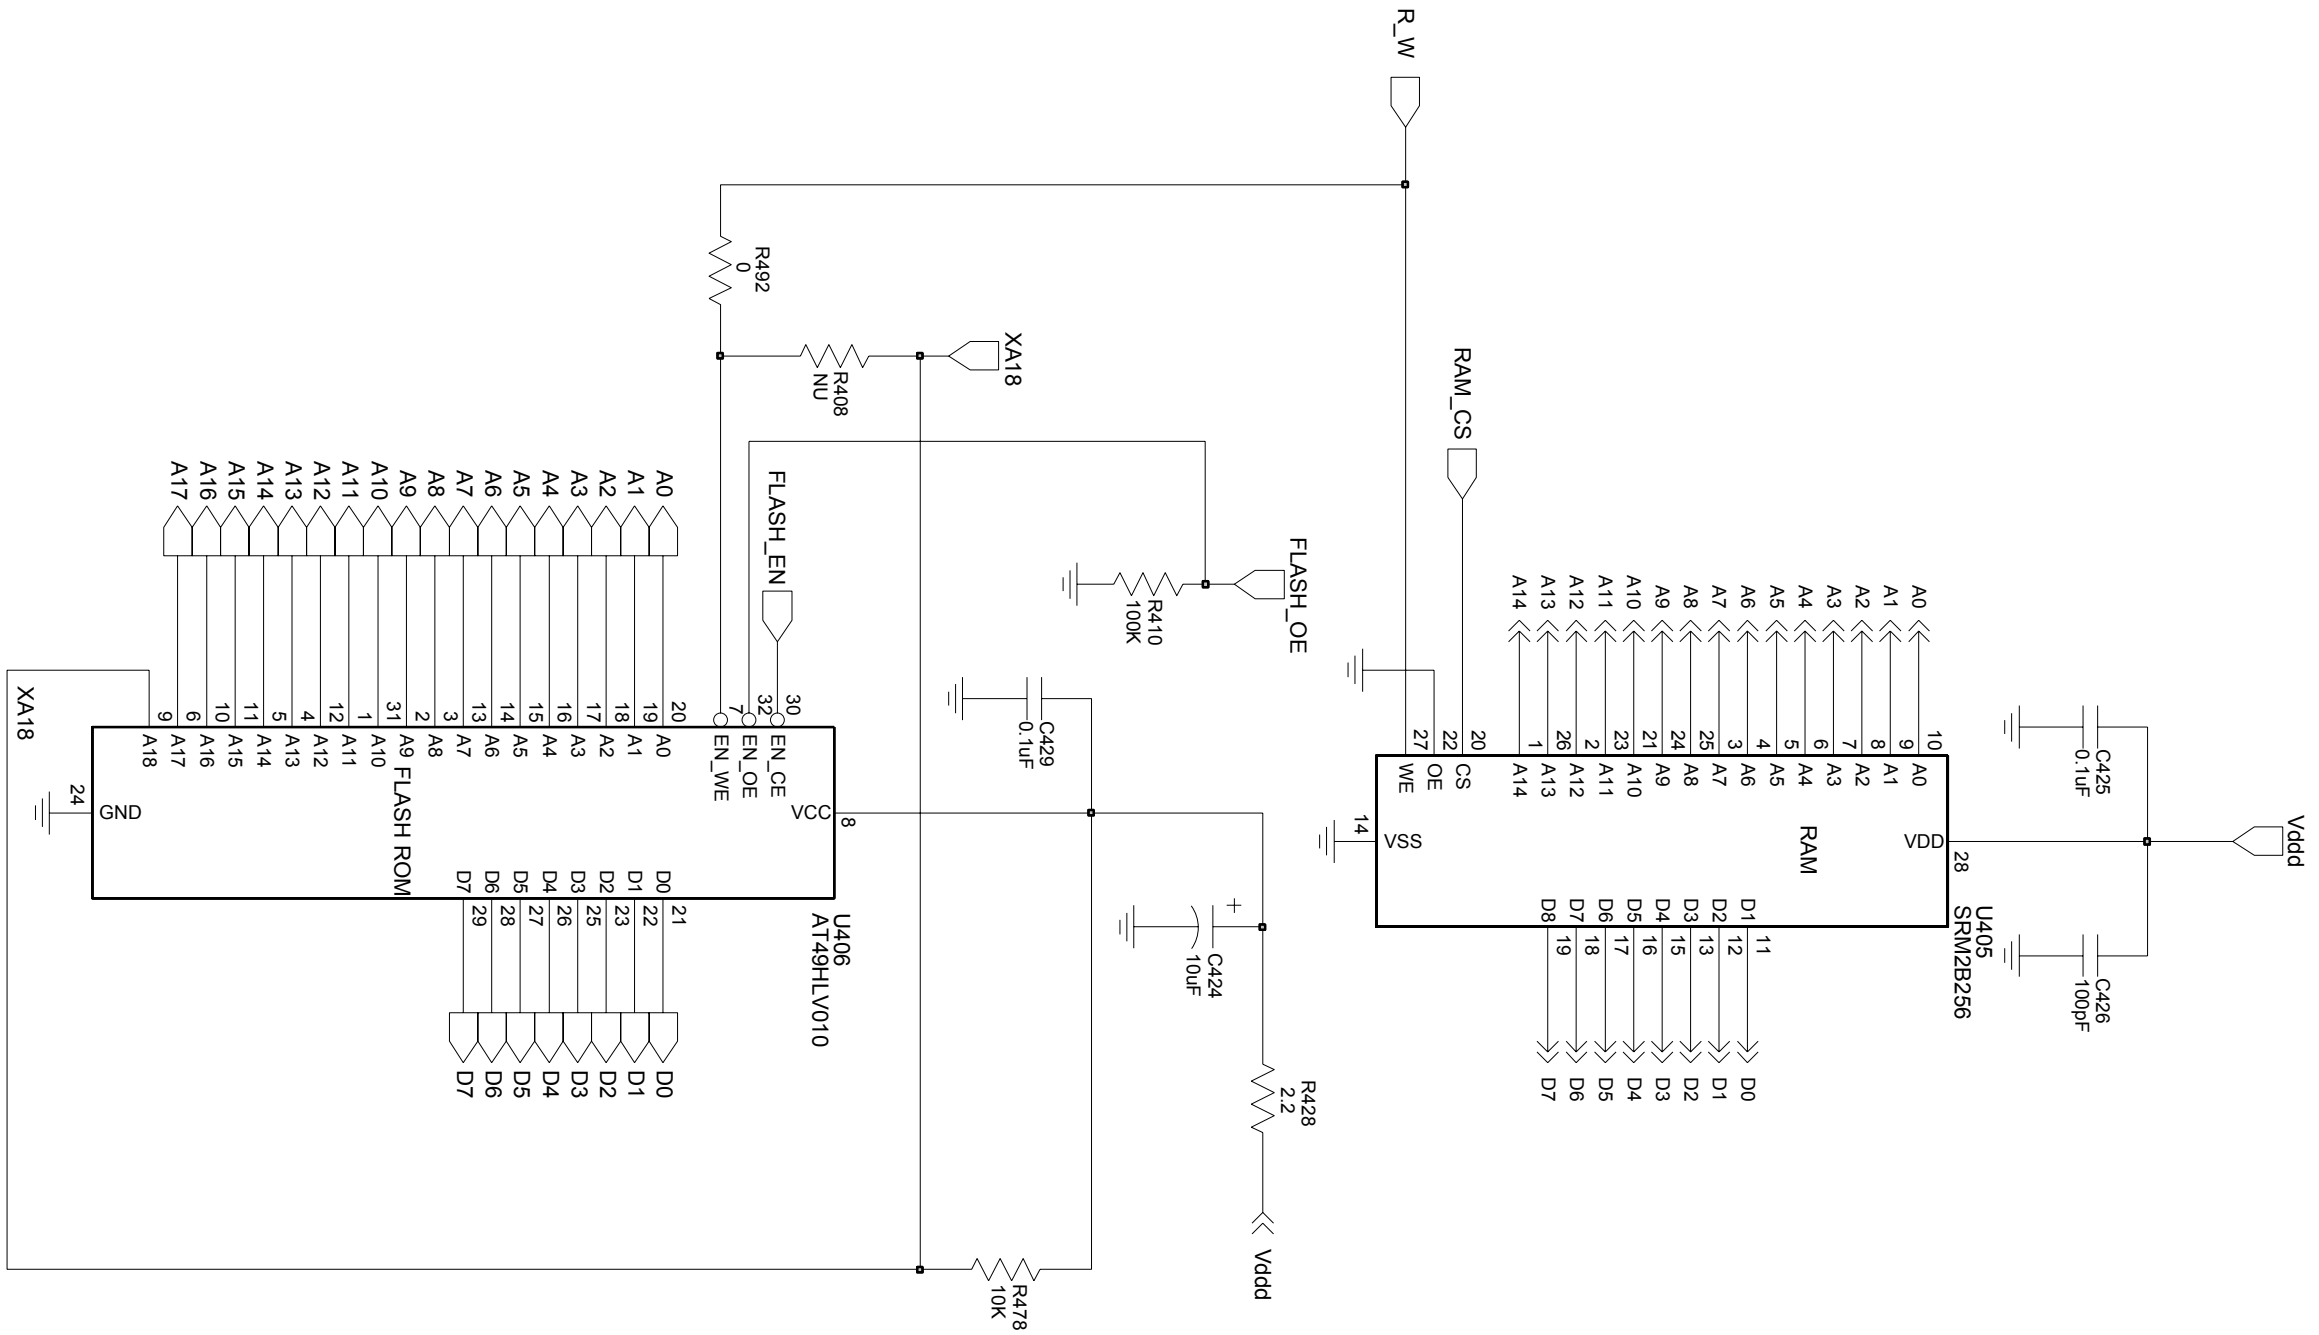 Vddd
C425
0.1uF
C426
100pF
U405
SRM2B256
28
VDD
RAM
A0 10 A0 D1 11 D0
A1 9 A1 D2 12 D1
A2 8 A2 D3 13 D2
A3 7 A3 D4 15 D3
A4 6 A4 D5 16 D4
A5 5 A5 D6 17 D5
A6 4 A6 D7 18 D6
A7 3 A7 D8 19 D7
A8 25 A8
A9 24 A9
A10 21 A10
A11 23 A11
A12 2 A12
A13 26 A13
A14 1 A14
RAM_CS 20 CS
22 OE
R_W 27 WE
VSS
14
FLASH_OE
R410
100K
R428
2.2
Vddd
+
C424
10uF
C429
0.1uF
R478
10K
XA18
R408
NU
R492
0
U406
AT49HLV010
8
VCC
FLASH_EN 30 EN_CE
32 EN_OE
7 EN_WE
A0 20 A0 D0 21 D0
A1 19 A1 D1 22 D1
A2 18 A2 D2 23 D2
A3 17 A3 D3 25 D3
A4 16 A4 D4 26 D4
A5 15 A5 D5 27 D5
A6 14 A6 D6 28 D6
A7 13 A7 D7 29 D7
A8 3 A8
A9 2 A9
A10 31 A10
A11 1 A11
A12 12 A12
A13 4 A13
A14 5 A14
A15 11 A15
A16 10 A16
A17 6 A17
9 A18
FLASH ROM
GND
24
XA18